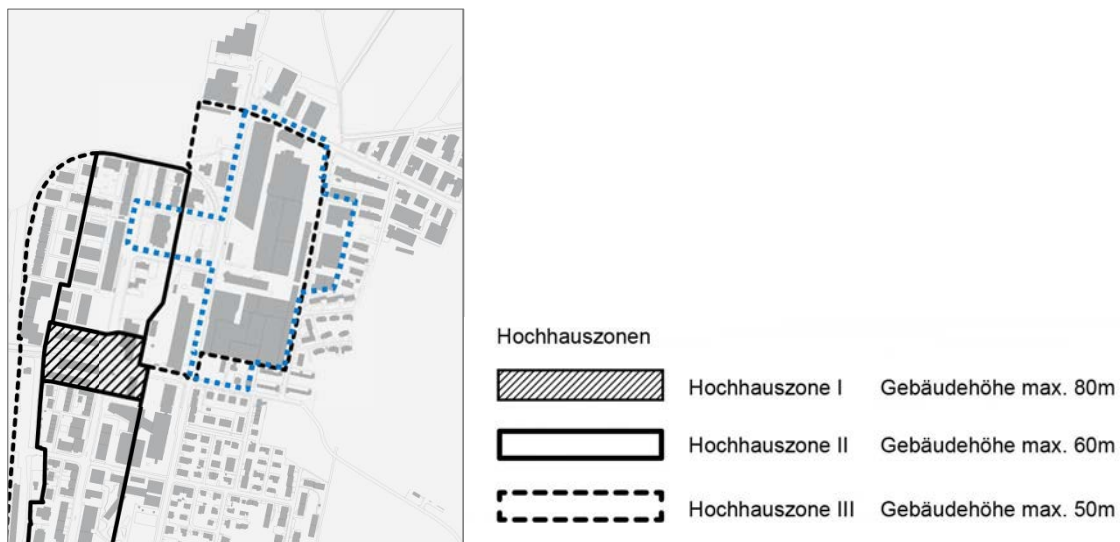 Hochhauszonen
Hochhauszone I Gebäudehöhe max. 80m
Hochhauszone II Gebäudehöhe max. 60m
Hochhauszone III Gebäudehöhe max. 50m